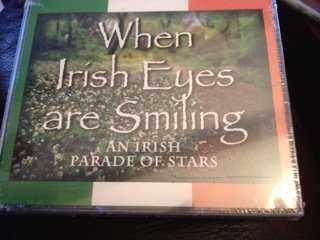 When
Irish Eyes
are Smiling
AN IRISH
PARADE OF STARS